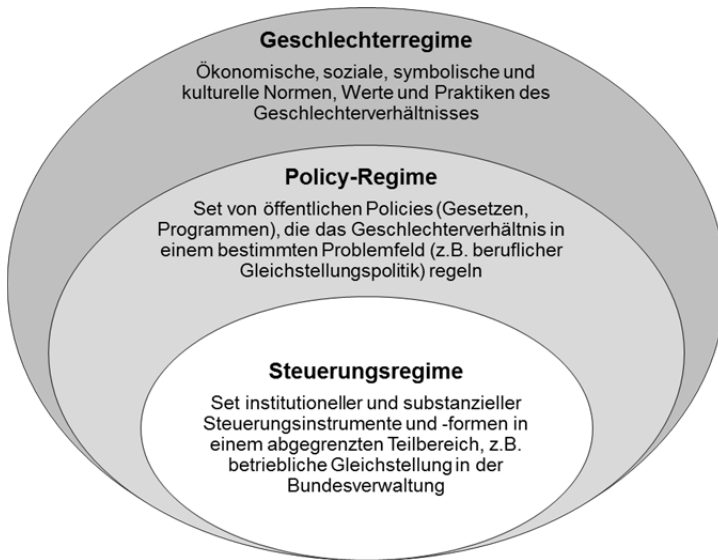 Geschlechterregime
Ökonomische, soziale, symbolische und
kulturelle Normen, Werte und Praktiken des
Geschlechterverhältnisses
Policy-Regime
Set von öffentlichen Policies (Gesetzen,
Programmen), die das Geschlechterverhältnis in
einem bestimmten Problemfeld (z.B. beruflicher
Gleichstellungspolitik) regeln
Steuerungsregime
Set institutioneller und substanzieller
Steuerungsinstrumente und -formen in
einem abgegrenzten Teilbereich, z.B.
betriebliche Gleichstellung in der
Bundesverwaltung